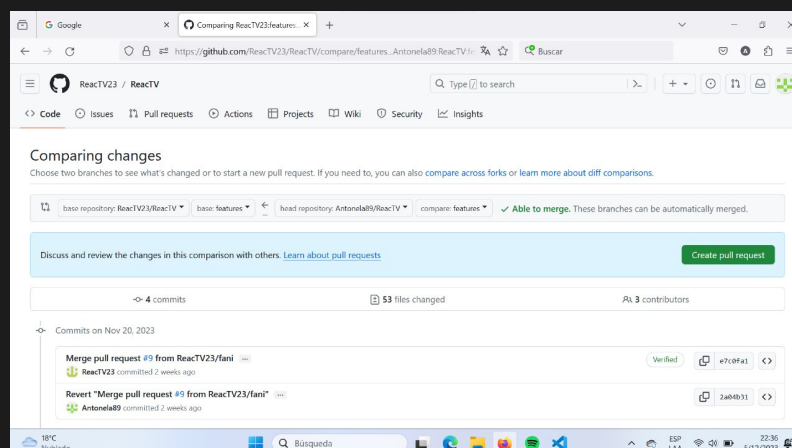 Google
Comparing ReacTV23:features...
https://github.com/ReacTV23/ReacTV/compare/features...Antonela89:ReacTV:fe
Buscar
ReacTV23 / ReacTV
Type / to search
Code Issues Pull requests Actions Projects Wiki Security Insights
Comparing changes
Choose two branches to see what's changed or to start a new pull request. If you need to, you can also compare across forks or learn more about diff comparisons.
base repository: ReacTV23/ReacTV base: features head repository: Antonela89/ReacTV compare: features Able to merge. These branches can be automatically merged.
Discuss and review the changes in this comparison with others. Learn about pull requests
Create pull request
4 commits 53 files changed 3 contributors
Commits on Nov 20, 2023
Merge pull request #9 from ReacTV23/fani
Verified e7c0fa1
ReacTV23 committed 2 weeks ago
Revert "Merge pull request #9 from ReacTV23/fani"
2a04b31
Antonela89 committed 2 weeks ago
18°C
Nublado
Búsqueda
ESP
LAA
22:36